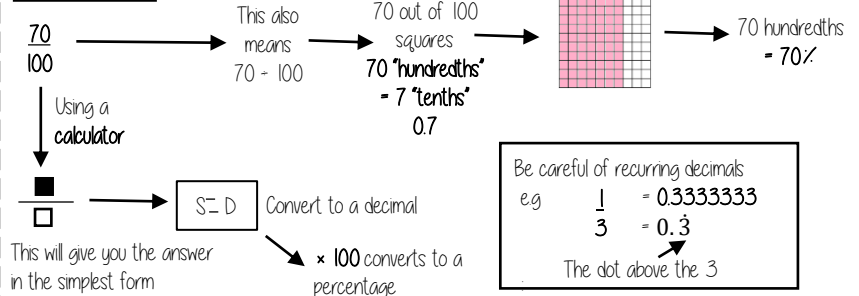 70
100
This also
means
70 ÷ 100
70 out of 100
squares
70 "hundredths"
= 7 "tenths"
0.7
70 hundredths
= 70%
Using a
calculator
S⇔D
Convert to a decimal
× 100 converts to a
percentage
This will give you the answer
in the simplest form
Be careful of recurring decimals
e.g 1 = 0.3333333
3 = 0.3̇
The dot above the 3